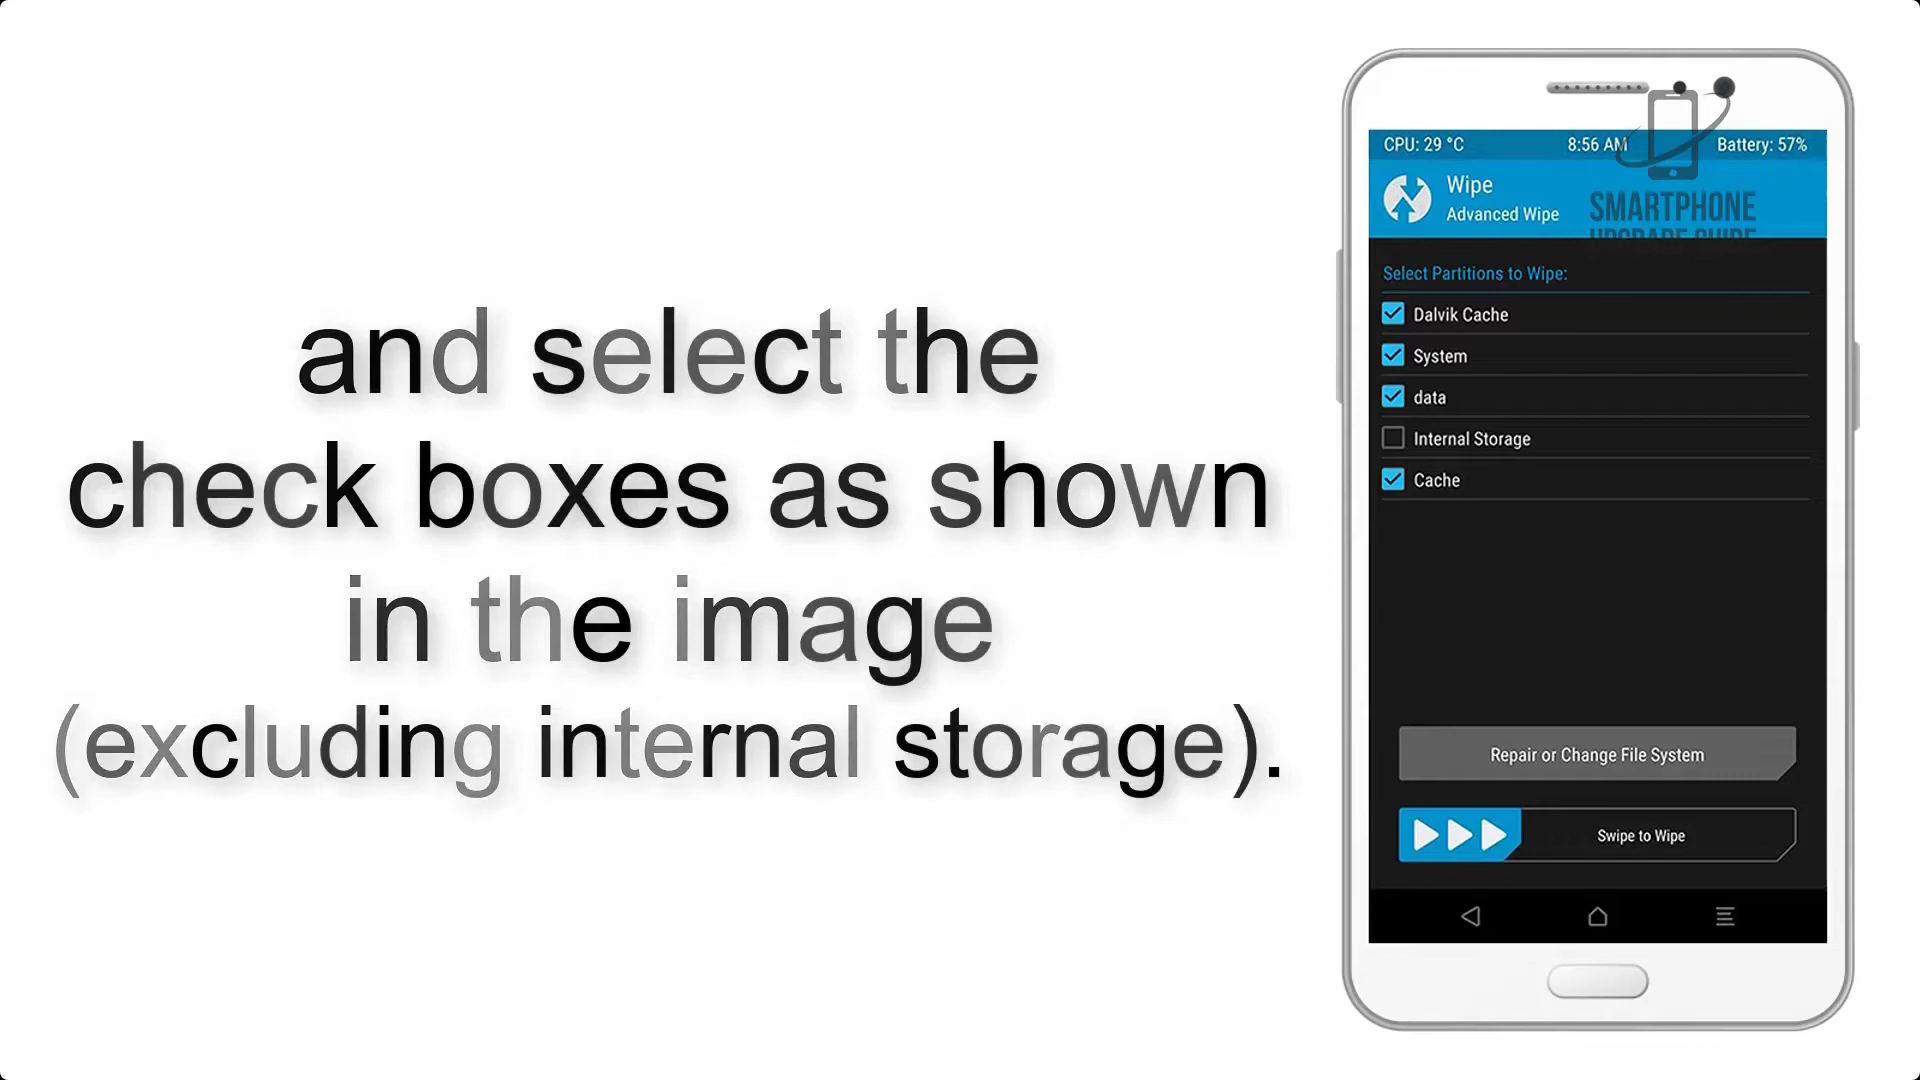 and select the
check boxes as shown
in the image
(excluding internal storage).
CPU: 29 °C 8:56 AM Battery: 57%
Wipe
Advanced Wipe
SMARTPHONE
UPGRADE GUIDE
Select Partitions to Wipe:
Dalvik Cache
System
data
Internal Storage
Cache
Repair or Change File System
Swipe to Wipe